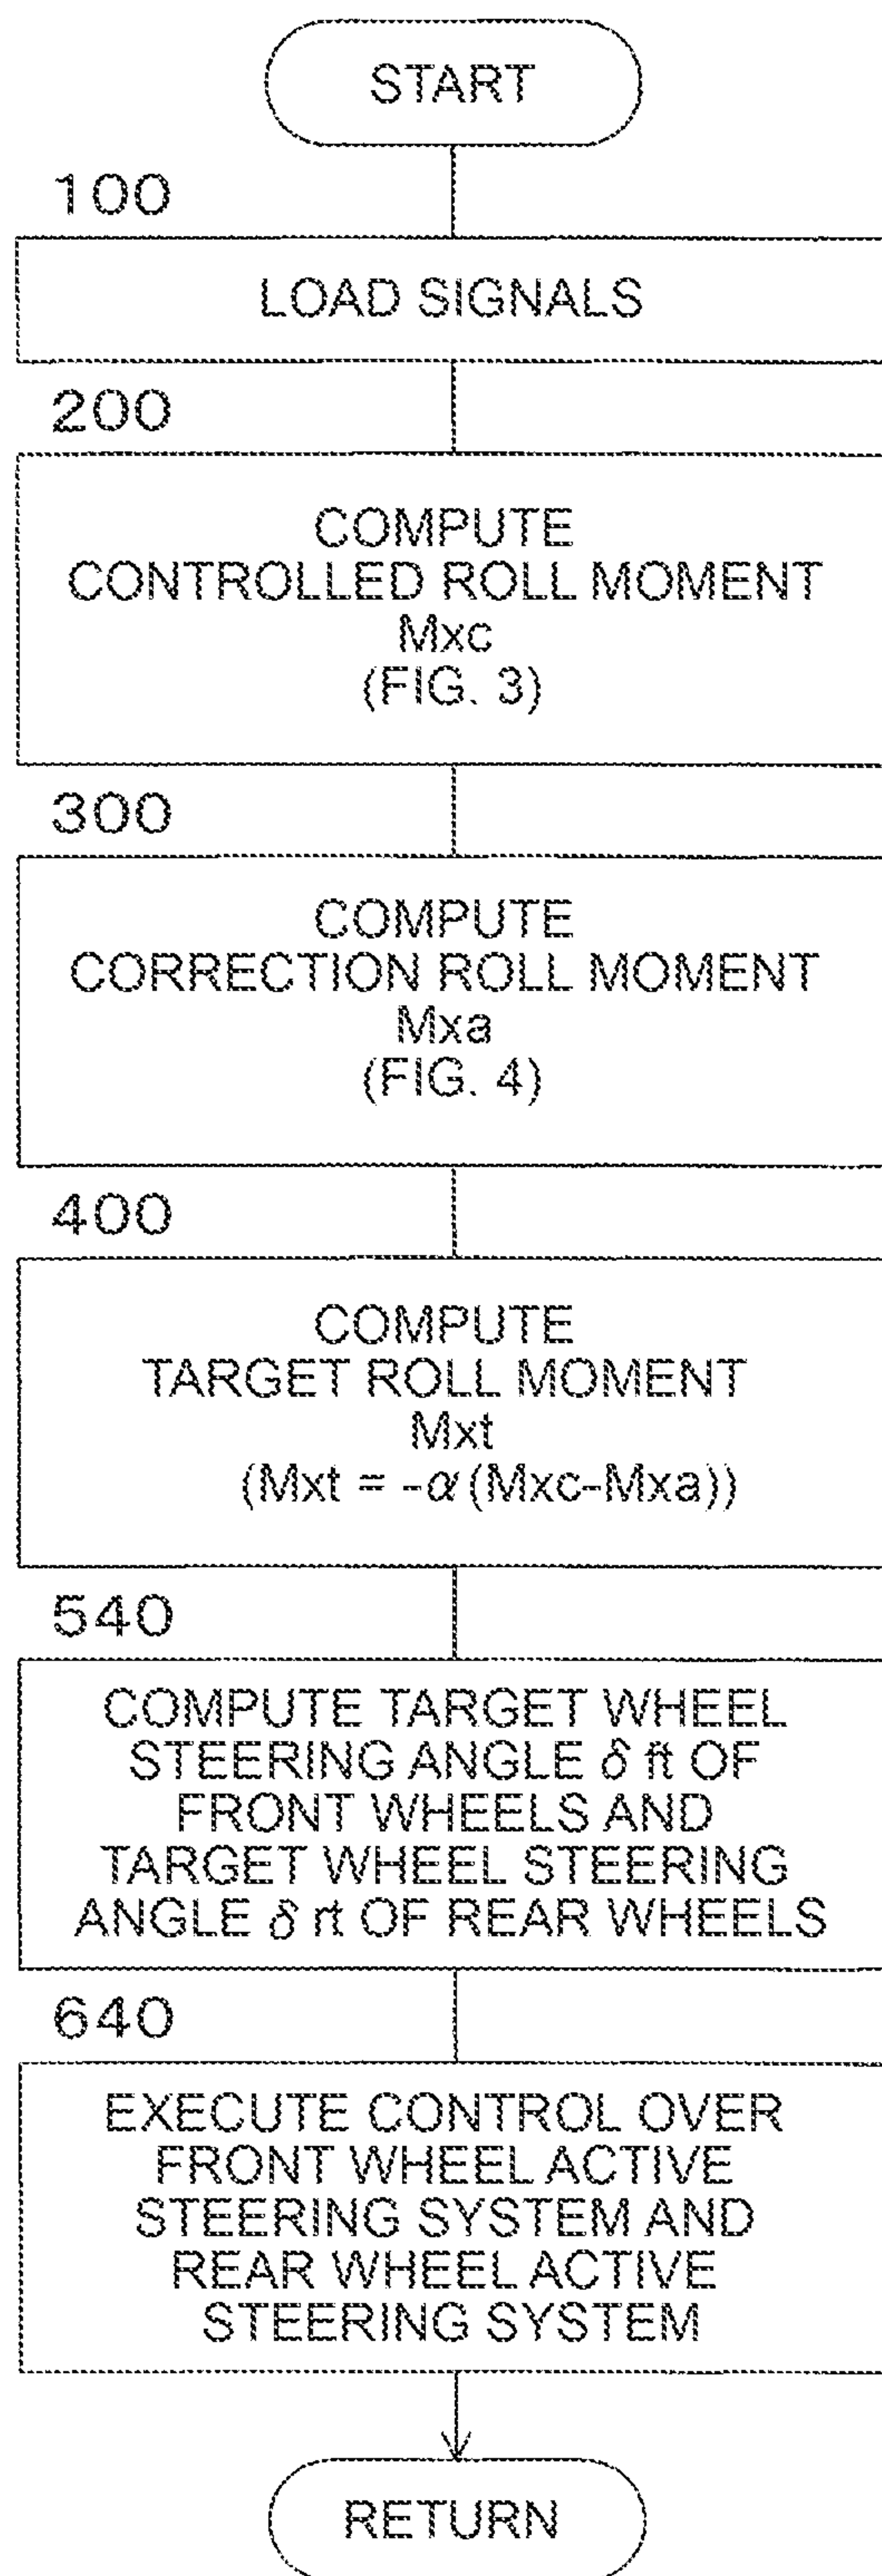 START
100
LOAD SIGNALS
200
COMPUTE
CONTROLLED ROLL MOMENT
Mxc
(FIG. 3)
300
COMPUTE
CORRECTION ROLL MOMENT
Mxa
(FIG. 4)
400
COMPUTE
TARGET ROLL MOMENT
Mxt
(Mxt = -α(Mxc-Mxa))
540
COMPUTE TARGET WHEEL
STEERING ANGLE δ ft OF
FRONT WHEELS AND
TARGET WHEEL STEERING
ANGLE δ rt OF REAR WHEELS
640
EXECUTE CONTROL OVER
FRONT WHEEL ACTIVE
STEERING SYSTEM AND
REAR WHEEL ACTIVE
STEERING SYSTEM
RETURN